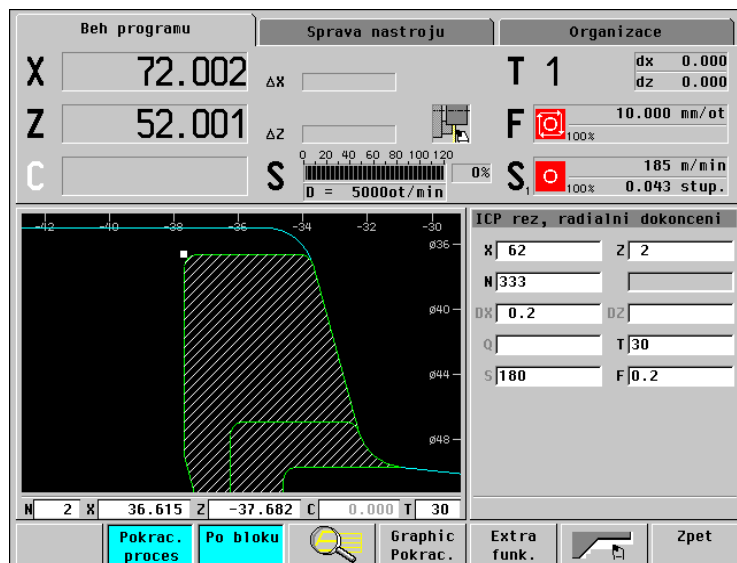 Beh programu Sprava nastroju Organizace
X 72.002 ΔX T 1 dx 0.000
dz 0.000
Z 52.001 ΔZ F 100% 10.000 mm/ot
C S 0 20 40 60 80 100 120 0% S1 100% 185 m/min
D = 5000ot/min 0.043 stup.
-42 -40 -38 -36 -34 -32 -30
ø36
ø40
ø44
ø48
ICP rez, radialni dokonceni
X 62 Z 2
N 333
DX 0.2 DZ
Q T 30
S 180 F 0.2
N 2 X 36.615 Z -37.682 C 0.000 T 30
Pokrac. proces Po bloku Graphic Pokrac. Extra funk. Zpet